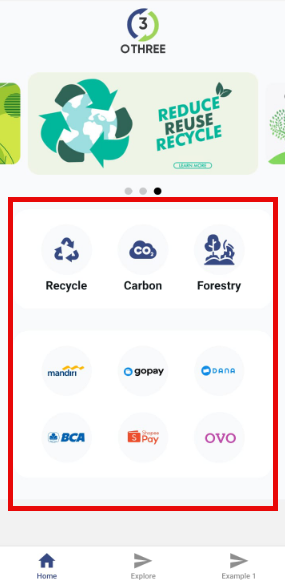 3
OTHREE
REDUCE
REUSE
RECYCLE
LEARN MORE
CO₂
Recycle Carbon Forestry
mandiri gopay DANA
BCA Shopee Pay OVO
Home Explore Example 1